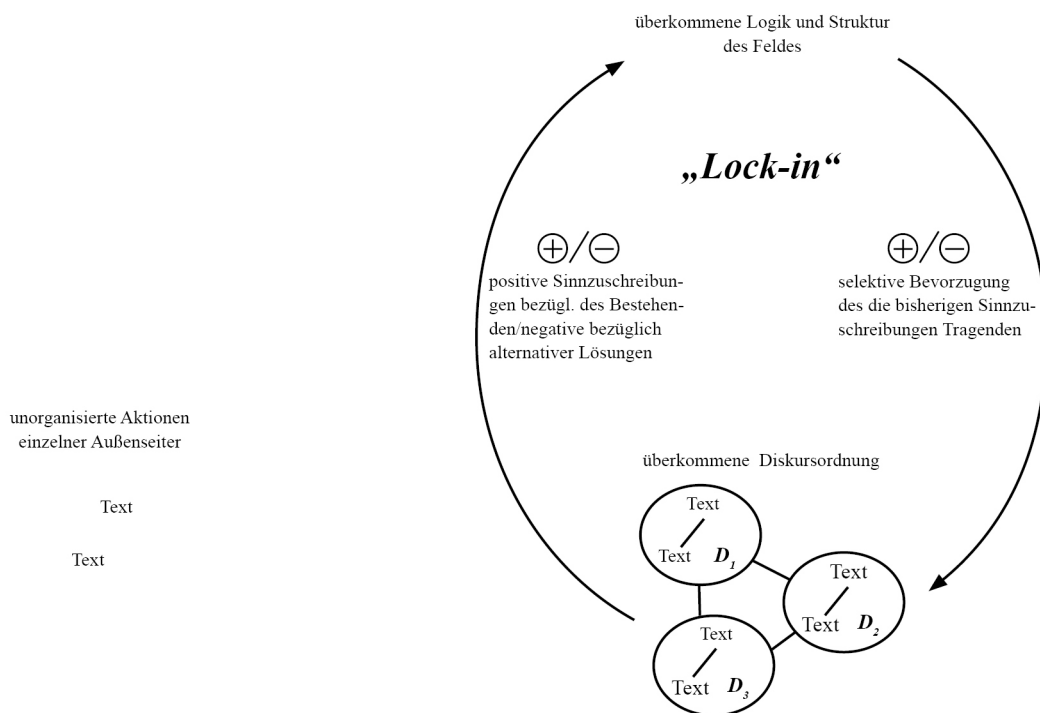 überkommene Logik und Struktur
des Feldes
„Lock-in“
+/−
positive Sinnzuschreibun-
gen bezügl. des Bestehen-
den/negative bezüglich
alternativer Lösungen
+/−
selektive Bevorzugung
des die bisherigen Sinnzu-
schreibungen Tragenden
unorganisierte Aktionen
einzelner Außenseiter
Text
Text
überkommene Diskursordnung
Text
Text D1
Text
Text D2
Text
Text D3